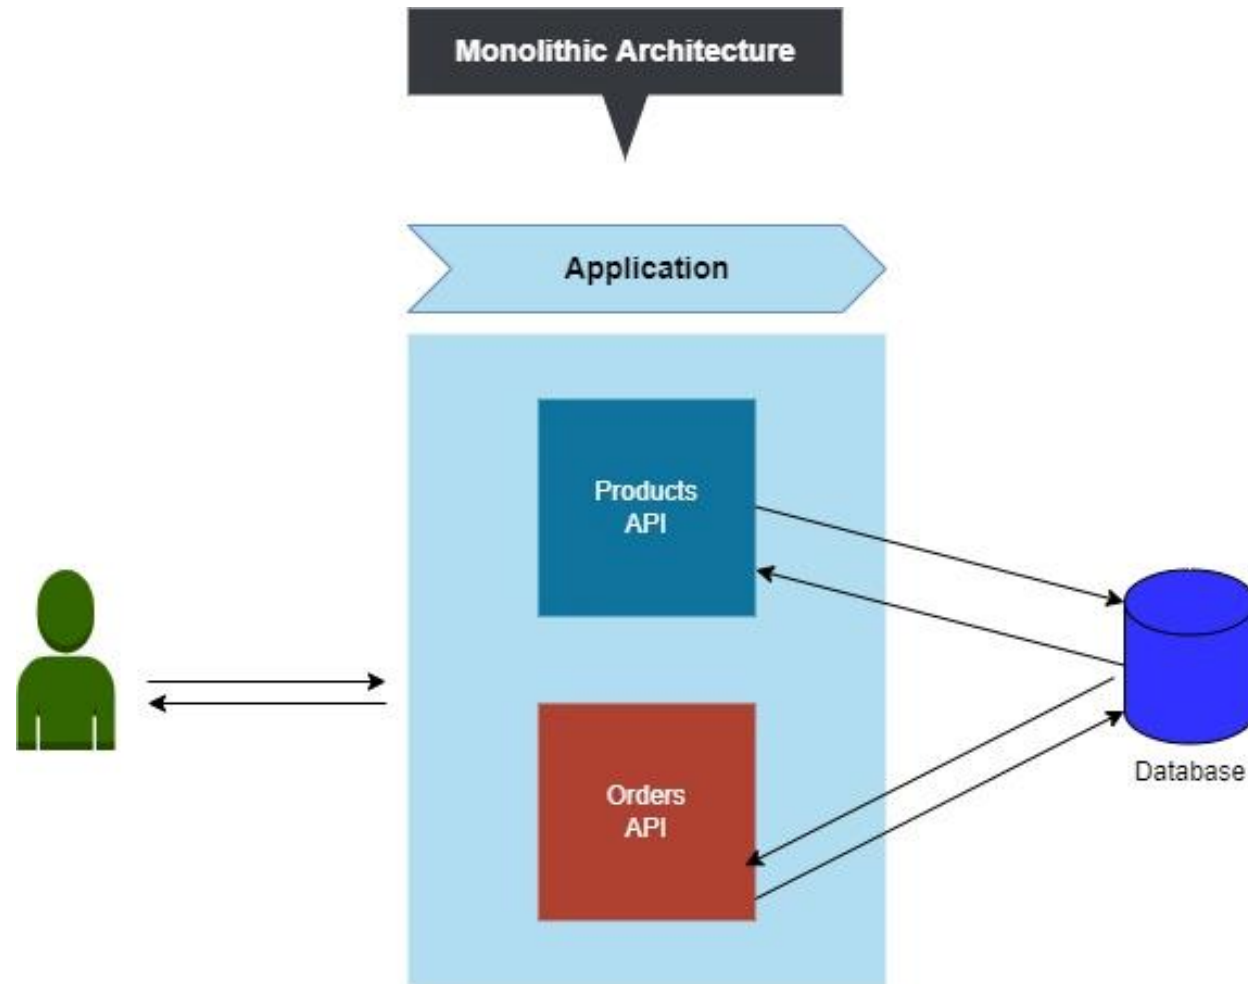 Monolithic Architecture
Application
Products
API
Orders
API
Database